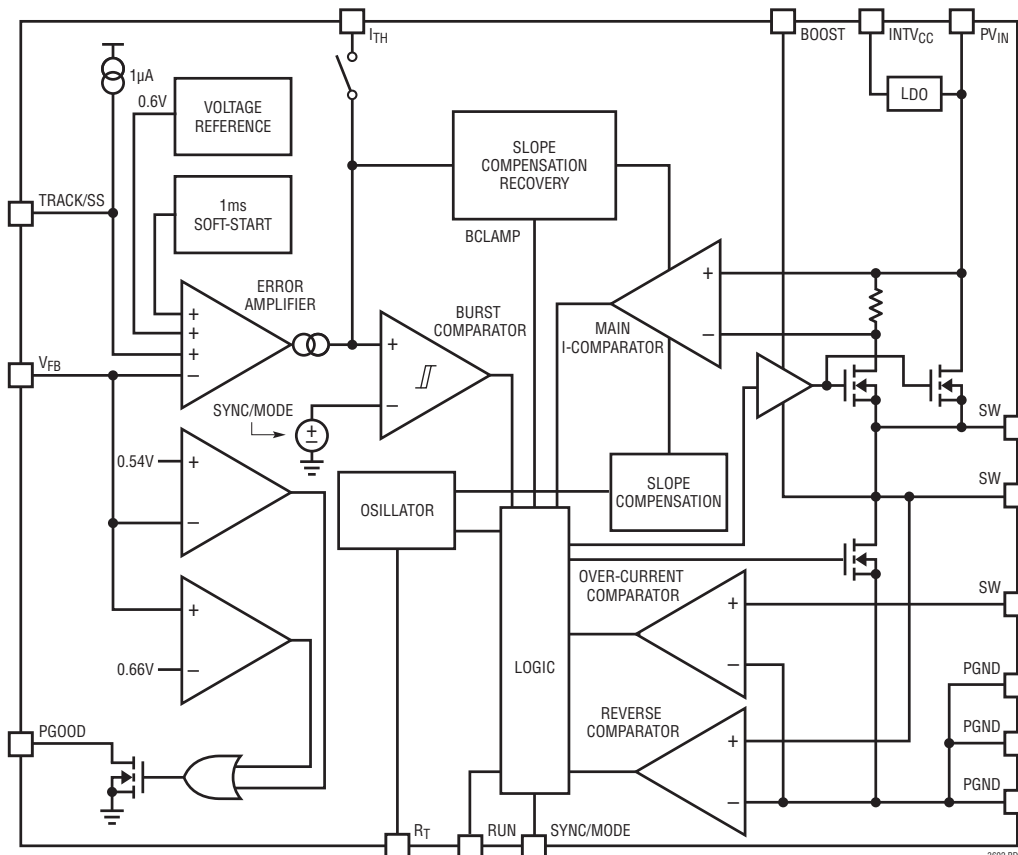 ITH
BOOST
INTVCC
PVIN
1µA
0.6V
VOLTAGE
REFERENCE
LDO
SLOPE
COMPENSATION
RECOVERY
TRACK/SS
1ms
SOFT-START
BCLAMP
ERROR
AMPLIFIER
+
+
+
–
BURST
COMPARATOR
+
–
MAIN
I-COMPARATOR
+
–
VFB
SYNC/MODE
+
–
SW
0.54V
+
–
OSILLATOR
SLOPE
COMPENSATION
SW
OVER-CURRENT
COMPARATOR
+
–
SW
+
0.66V
–
LOGIC
PGND
REVERSE
COMPARATOR
+
–
PGND
PGOOD
PGND
RT
RUN
SYNC/MODE